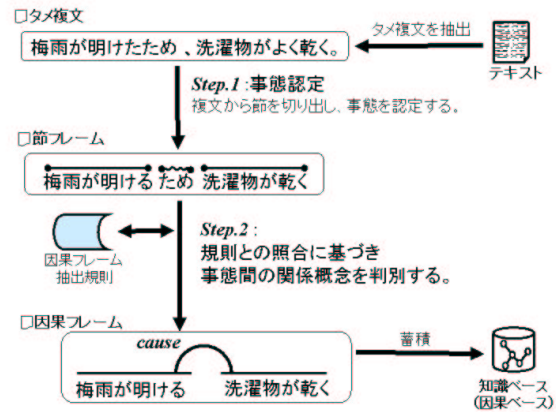 □タメ複文
梅雨が明けたため、洗濯物がよく乾く。
タメ複文を抽出
テキスト
Step.1 :事態認定
複文から節を切り出し、事態を認定する。
□節フレーム
梅雨が明ける ため 洗濯物が乾く
因果フレーム
抽出規則
Step.2 :
規則との照合に基づき
事態間の関係概念を判別する。
□因果フレーム
cause
梅雨が明ける 洗濯物が乾く
蓄積
知識ベース
(因果ベース)